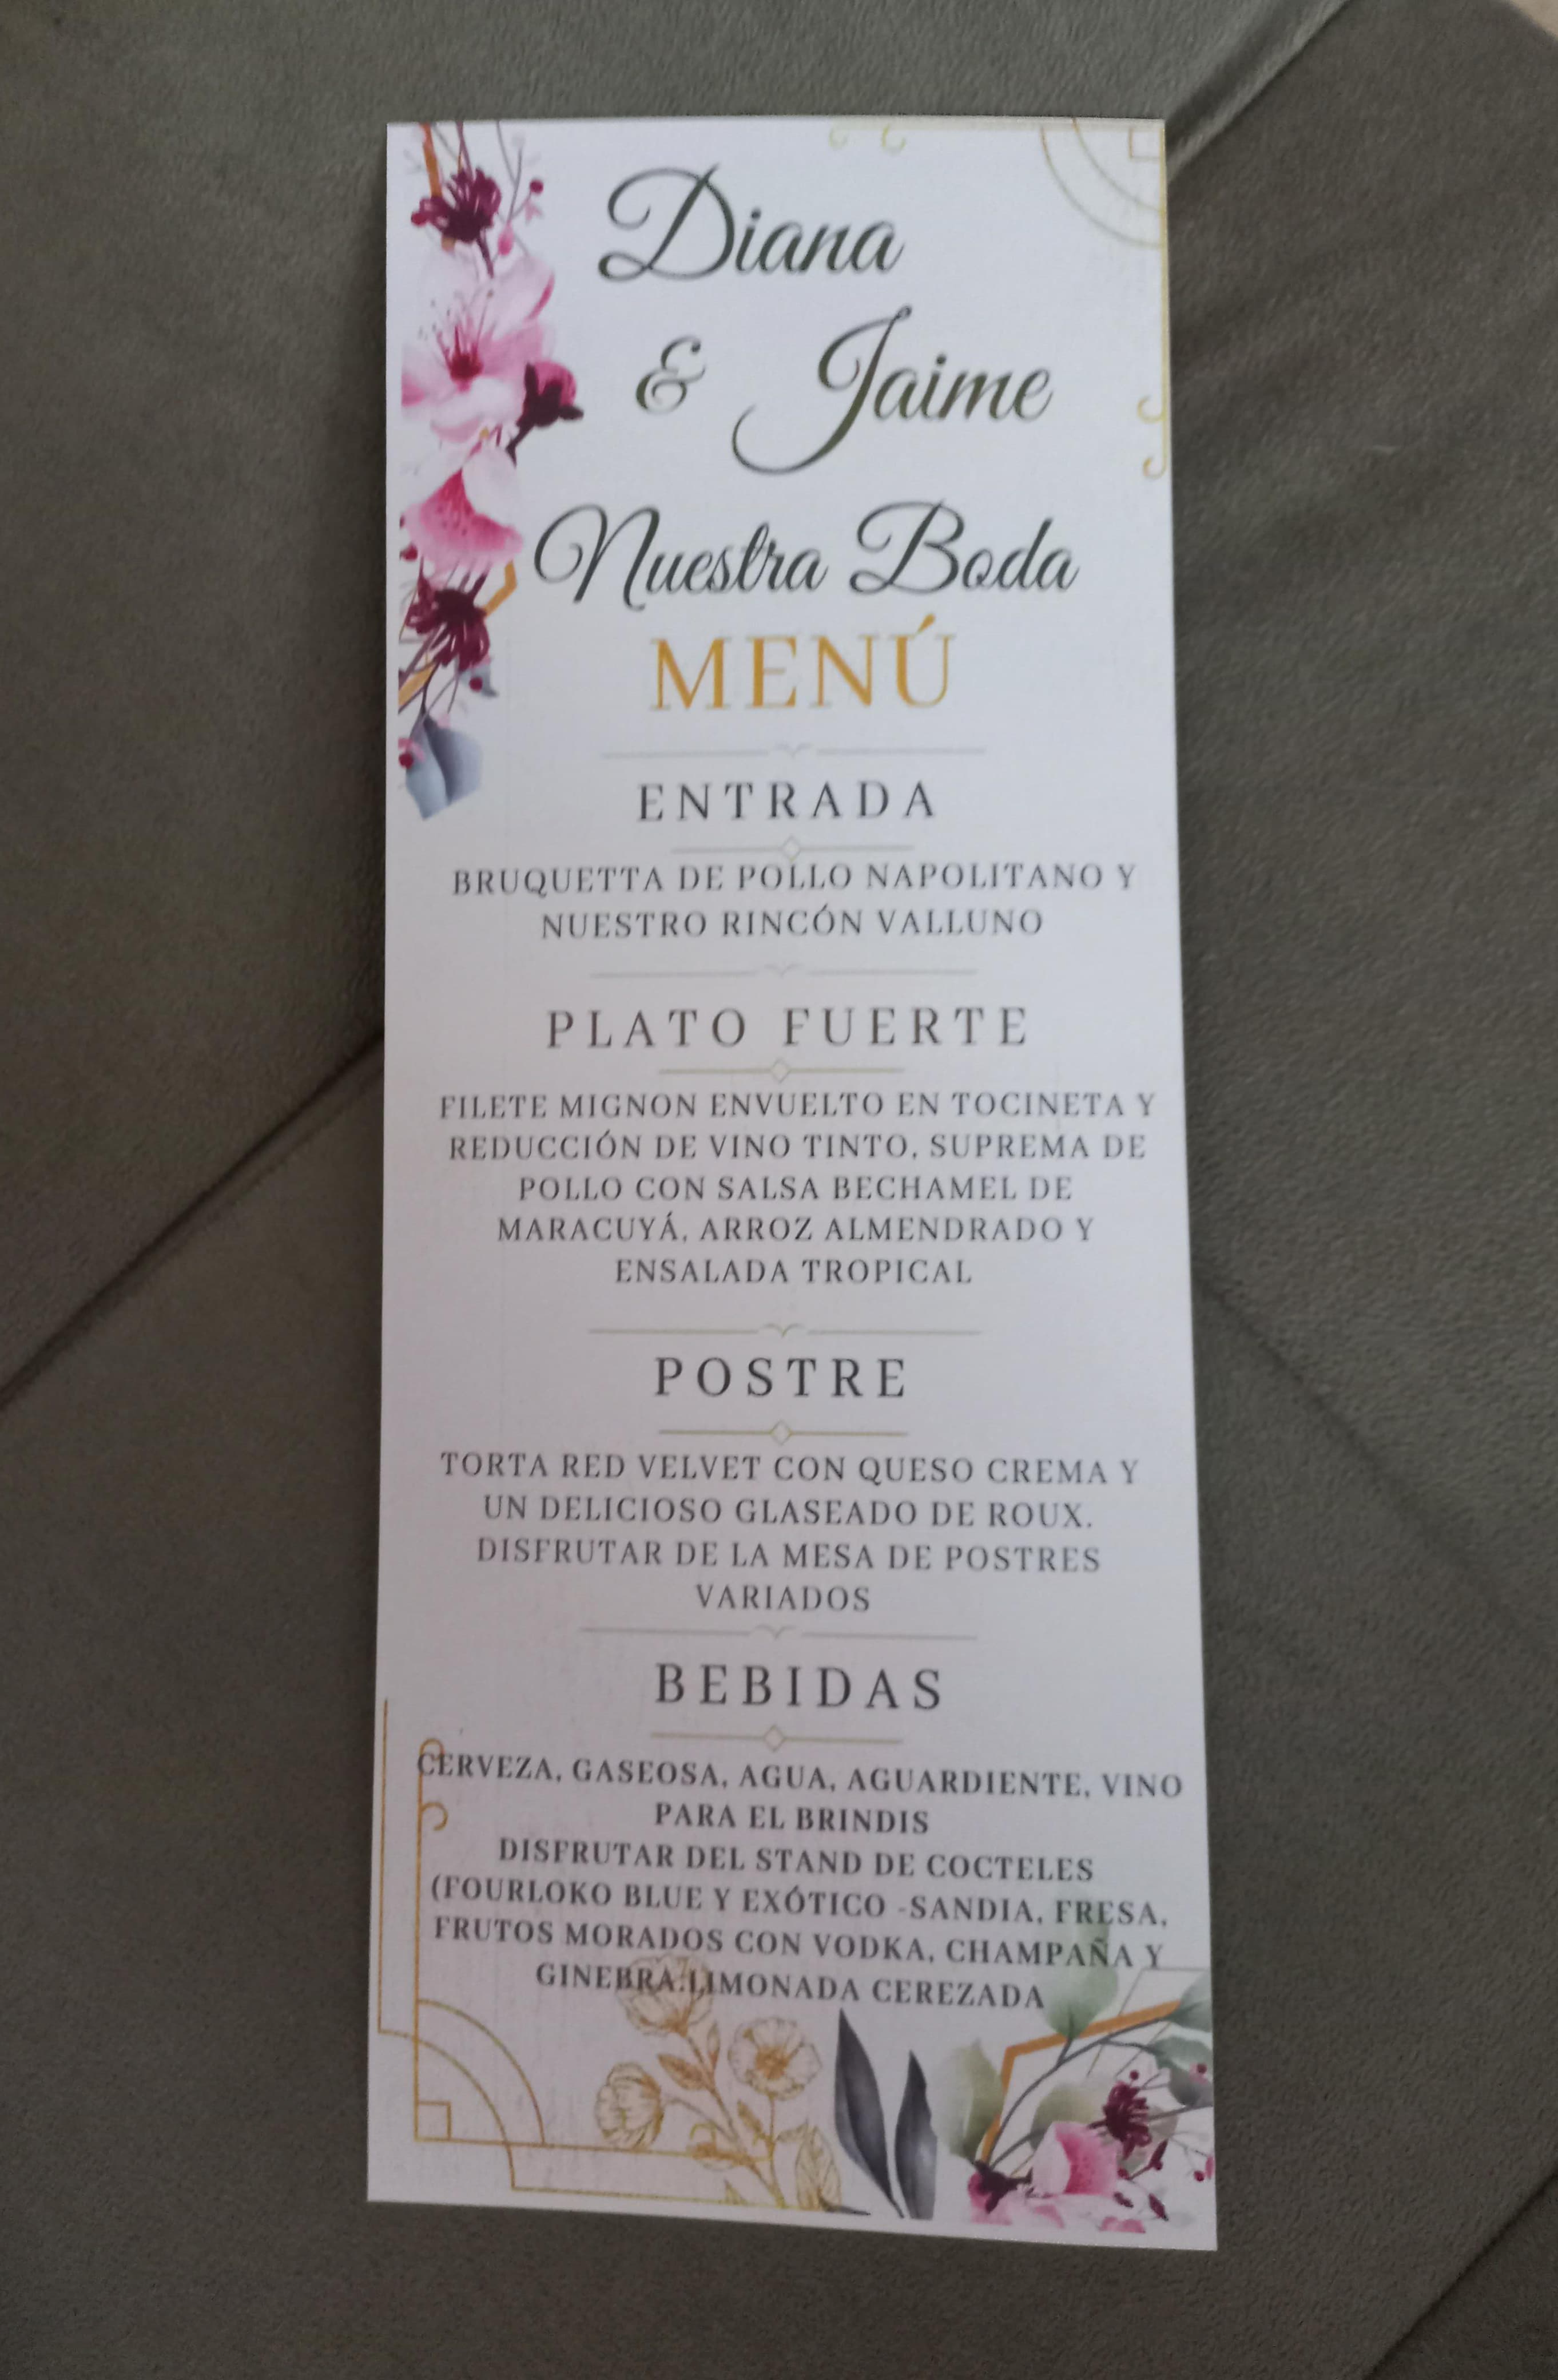 Diana
& Jaime
Nuestra Boda
MENÚ
ENTRADA
BRUQUETTA DE POLLO NAPOLITANO Y
NUESTRO RINCÓN VALLUNO
PLATO FUERTE
FILETE MIGNON ENVUELTO EN TOCINETA Y
REDUCCIÓN DE VINO TINTO, SUPREMA DE
POLLO CON SALSA BECHAMEL DE
MARACUYÁ, ARROZ ALMENDRADO Y
ENSALADA TROPICAL
POSTRE
TORTA RED VELVET CON QUESO CREMA Y
UN DELICIOSO GLASEADO DE ROUX.
DISFRUTAR DE LA MESA DE POSTRES
VARIADOS
BEBIDAS
CERVEZA, GASEOSA, AGUA, AGUARDIENTE, VINO
PARA EL BRINDIS
DISFRUTAR DEL STAND DE COCTELES
(FOURLOKO BLUE Y EXÓTICO -SANDIA, FRESA,
FRUTOS MORADOS CON VODKA, CHAMPAÑA Y
GINEBRA.LIMONADA CEREZADA